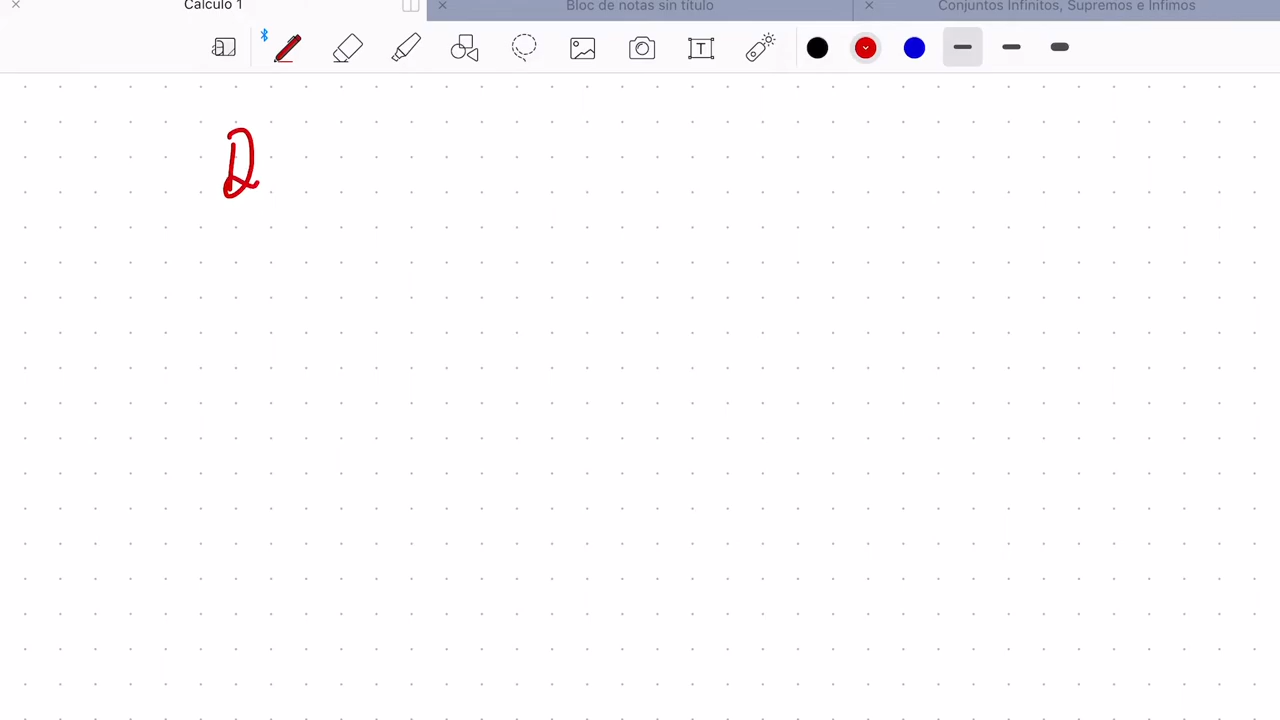 Calculo 1
Bloc de notas sin título
Conjuntos Infinitos, Supremos e Infimos
D